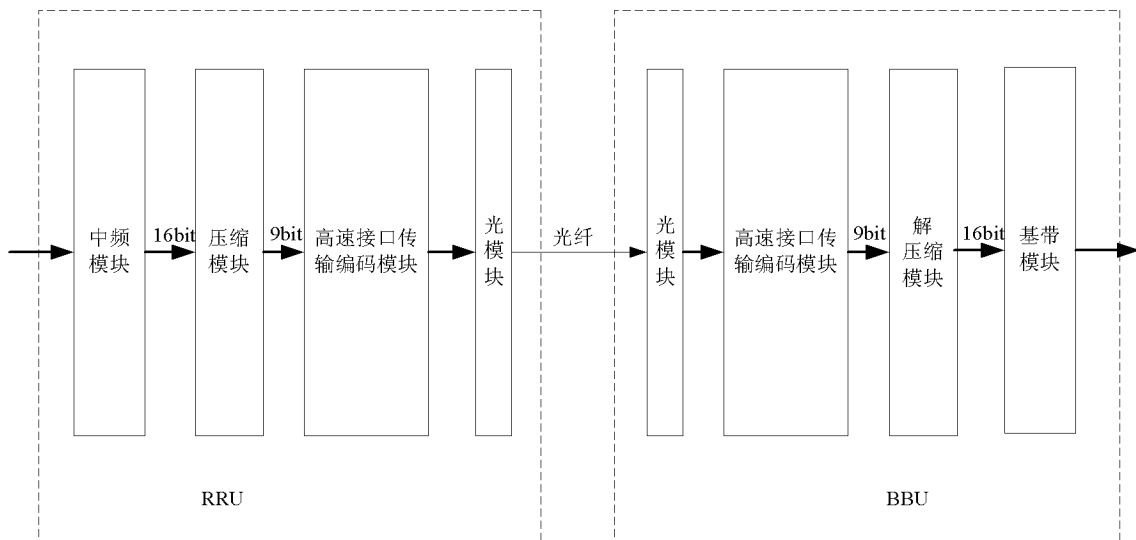 中频
模块
16bit
压缩
模块
9bit
高速接口传
输编码模块
光
模
块
光纤
光
模
块
高速接口传
输编码模块
9bit
解
压缩
模块
16bit
基带
模块
RRU
BBU